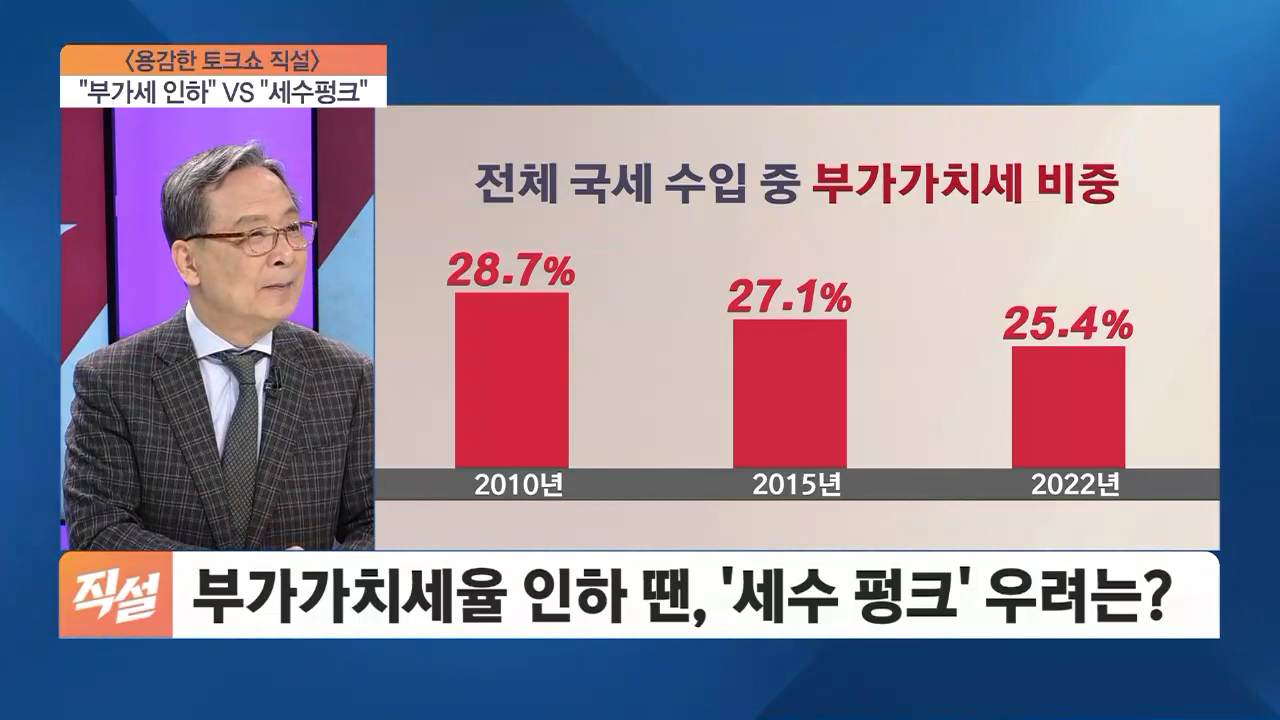 <용감한 토크쇼 직설>
"부가세 인하" VS "세수펑크"
전체 국세 수입 중 부가가치세 비중
28.7%
27.1%
25.4%
2010년
2015년
2022년
직설
부가가치세율 인하 땐, '세수 펑크' 우려는?